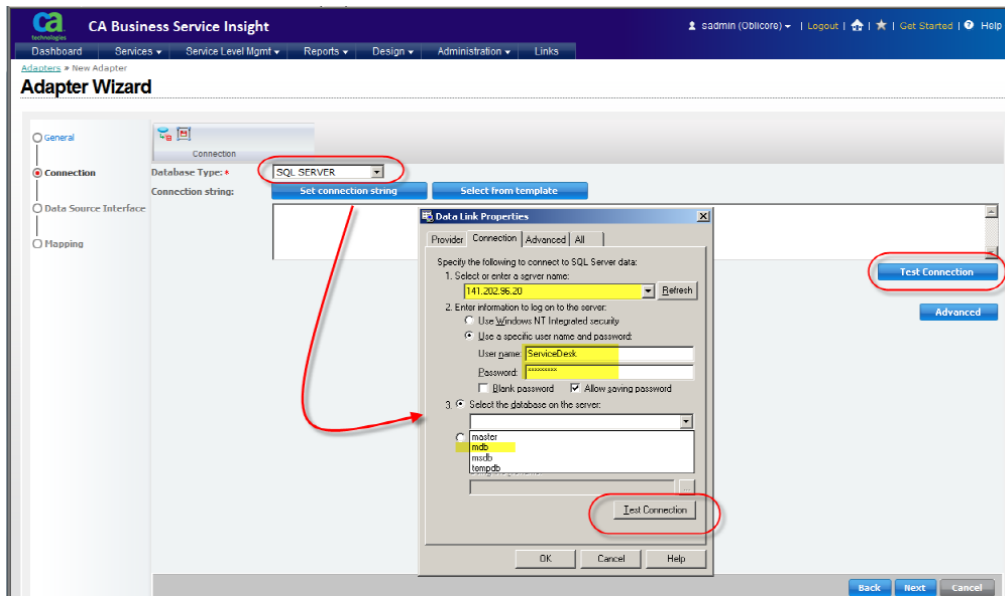 ca
technologies
CA Business Service Insight
sadmin (Oblicore) | Logout | | | Get Started | Help
Dashboard Services Service Level Mgmt Reports Design Administration Links
Adapters » New Adapter
Adapter Wizard
General
Connection
Data Source Interface
Mapping
Connection
Database Type: * SQL SERVER
Connection string: Set connection string Select from template
Test Connection
Advanced
Data Link Properties
Provider Connection Advanced All
Specify the following to connect to SQL Server data:
1. Select or enter a server name:
141.202.96.20 Refresh
2. Enter information to log on to the server:
Use Windows NT Integrated security
Use a specific user name and password:
User name: ServiceDesk
Password: *********
Blank password Allow saving password
3. Select the database on the server:
master
mdb
msdb
tempdb
...
Test Connection
OK Cancel Help
Back Next Cancel